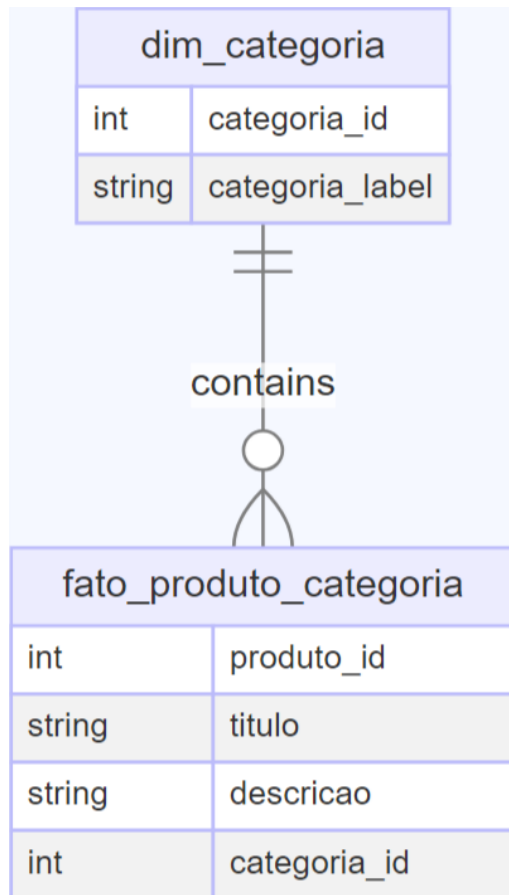 dim_categoria
int categoria_id
string categoria_label
contains
fato_produto_categoria
int produto_id
string titulo
string descricao
int categoria_id